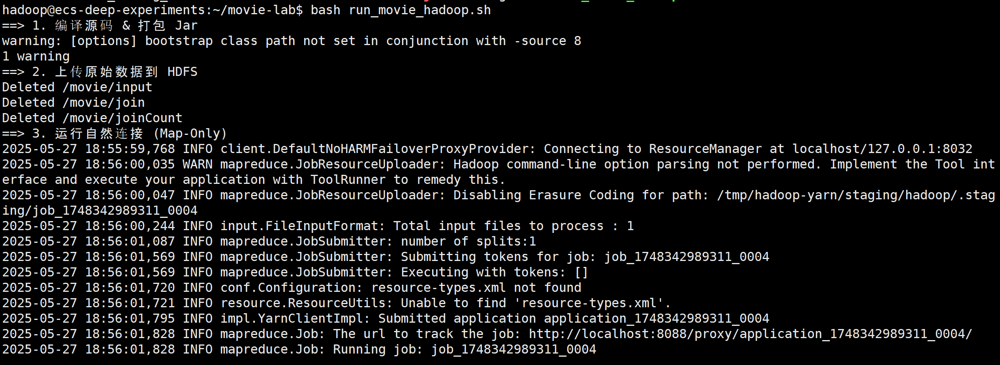 hadoop@ecs-deep-experiments:~/movie-lab$ bash run_movie_hadoop.sh
==> 1. 编译源码 & 打包 Jar
warning: [options] bootstrap class path not set in conjunction with -source 8
1 warning
==> 2. 上传原始数据到 HDFS
Deleted /movie/input
Deleted /movie/join
Deleted /movie/joinCount
==> 3. 运行自然连接 (Map-Only)
2025-05-27 18:55:59,768 INFO client.DefaultNoHARMFailoverProxyProvider: Connecting to ResourceManager at localhost/127.0.0.1:8032
2025-05-27 18:56:00,035 WARN mapreduce.JobResourceUploader: Hadoop command-line option parsing not performed. Implement the Tool int
erface and execute your application with ToolRunner to remedy this.
2025-05-27 18:56:00,047 INFO mapreduce.JobResourceUploader: Disabling Erasure Coding for path: /tmp/hadoop-yarn/staging/hadoop/.stag
ing/job_1748342989311_0004
2025-05-27 18:56:00,244 INFO input.FileInputFormat: Total input files to process : 1
2025-05-27 18:56:01,087 INFO mapreduce.JobSubmitter: number of splits:1
2025-05-27 18:56:01,569 INFO mapreduce.JobSubmitter: Submitting tokens for job: job_1748342989311_0004
2025-05-27 18:56:01,569 INFO mapreduce.JobSubmitter: Executing with tokens: []
2025-05-27 18:56:01,720 INFO conf.Configuration: resource-types.xml not found
2025-05-27 18:56:01,721 INFO resource.ResourceUtils: Unable to find 'resource-types.xml'.
2025-05-27 18:56:01,795 INFO impl.YarnClientImpl: Submitted application application_1748342989311_0004
2025-05-27 18:56:01,828 INFO mapreduce.Job: The url to track the job: http://localhost:8088/proxy/application_1748342989311_0004/
2025-05-27 18:56:01,828 INFO mapreduce.Job: Running job: job_1748342989311_0004